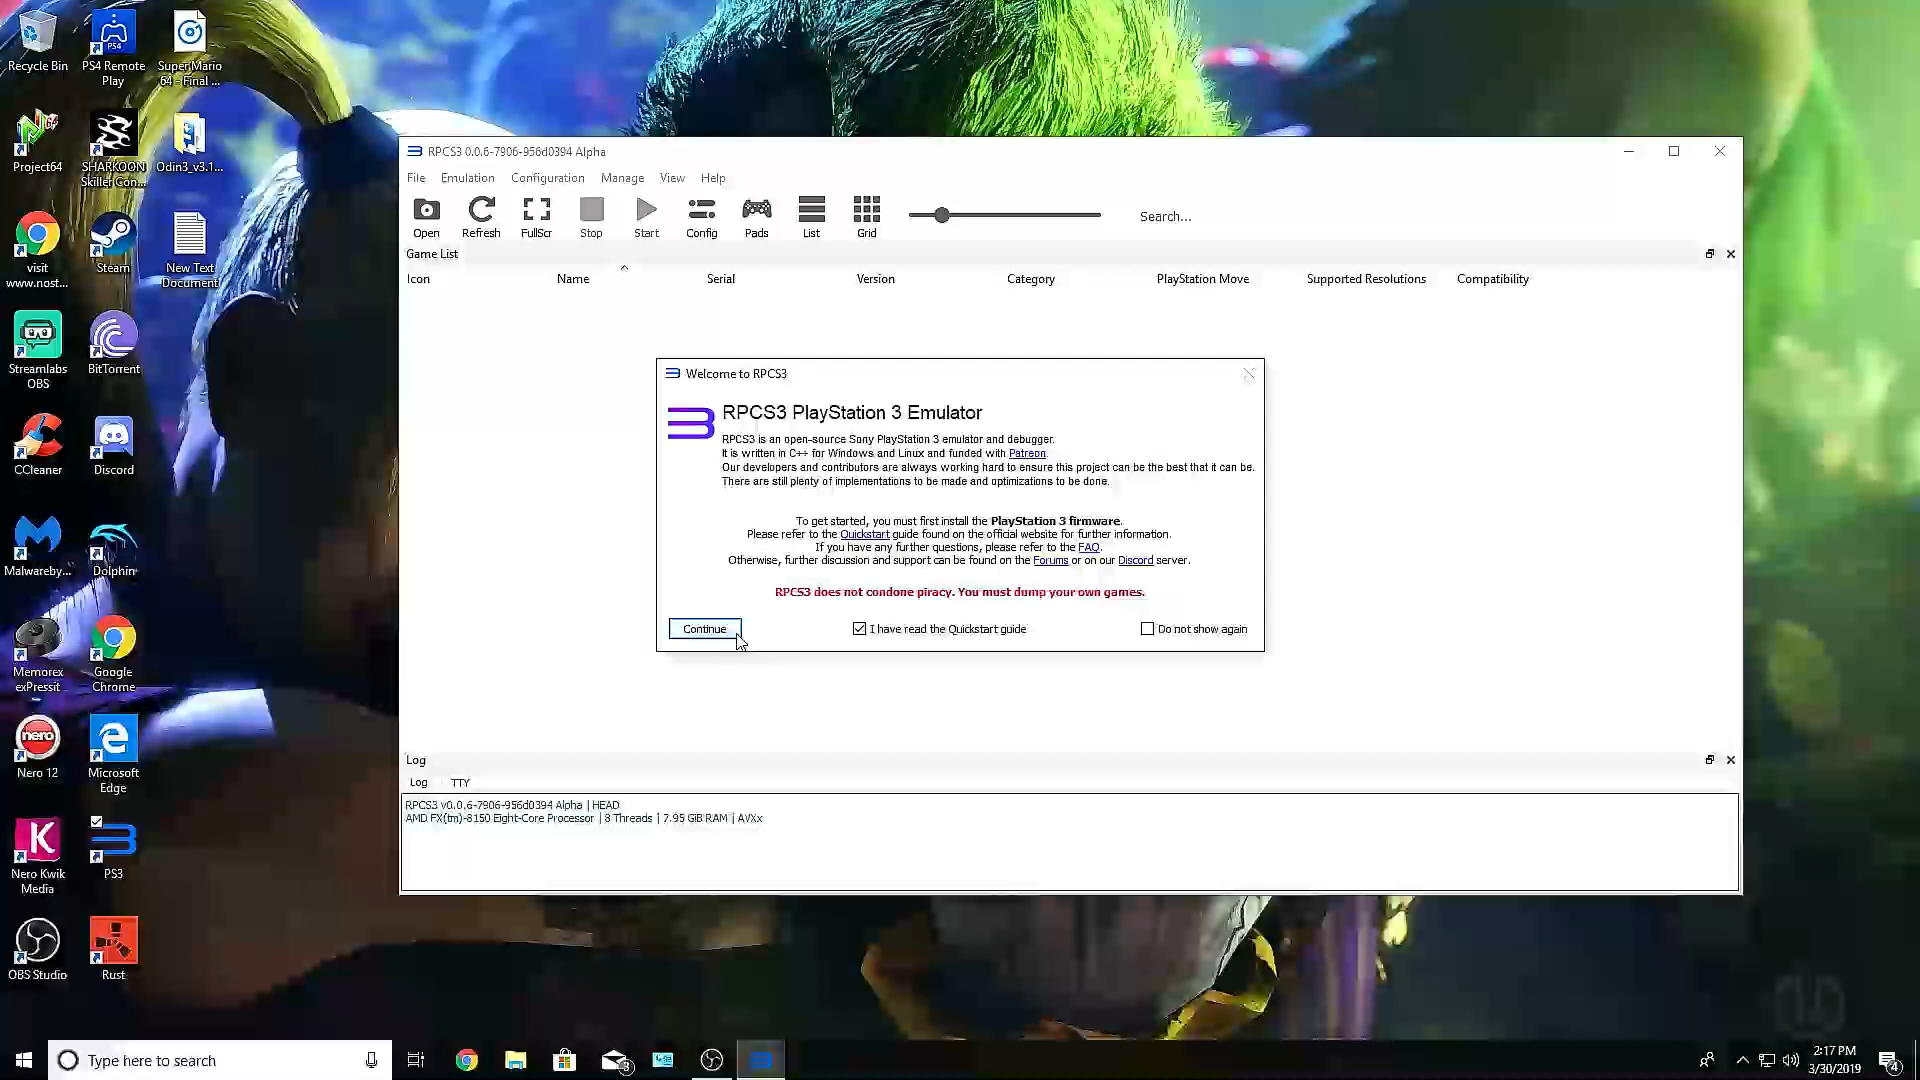 Recycle Bin
PS4 Remote
Play
Super Mario
64 - Final ...
Project64
SHARKOON
Skiller Con...
Odin3_v3.1...
visit
www.nost...
Steam
New Text
Document
Streamlabs
OBS
BitTorrent
CCleaner
Discord
Malwareby...
Dolphin
Memorex
exPressit
Google
Chrome
Nero 12
Microsoft
Edge
Nero Kwik
Media
PS3
OBS Studio
Rust
RPCS3 0.0.6-7906-956d0394 Alpha
File Emulation Configuration Manage View Help
Open Refresh FullScr Stop Start Config Pads List Grid
Search...
Game List
Icon Name Serial Version Category PlayStation Move Supported Resolutions Compatibility
Welcome to RPCS3
RPCS3 PlayStation 3 Emulator
RPCS3 is an open-source Sony PlayStation 3 emulator and debugger.
It is written in C++ for Windows and Linux and funded with Patreon.
Our developers and contributors are always working hard to ensure this project can be the best that it can be.
There are still plenty of implementations to be made and optimizations to be done.
To get started, you must first install the PlayStation 3 firmware.
Please refer to the Quickstart guide found on the official website for further information.
If you have any further questions, please refer to the FAQ.
Otherwise, further discussion and support can be found on the Forums or on our Discord server.
RPCS3 does not condone piracy. You must dump your own games.
Continue
I have read the Quickstart guide
Do not show again
Log
Log TTY
RPCS3 v0.0.6-7906-956d0394 Alpha | HEAD
AMD FX(tm)-8150 Eight-Core Processor | 8 Threads | 7.95 GiB RAM | AVXx
Type here to search
3
2:17 PM
3/30/2019
4